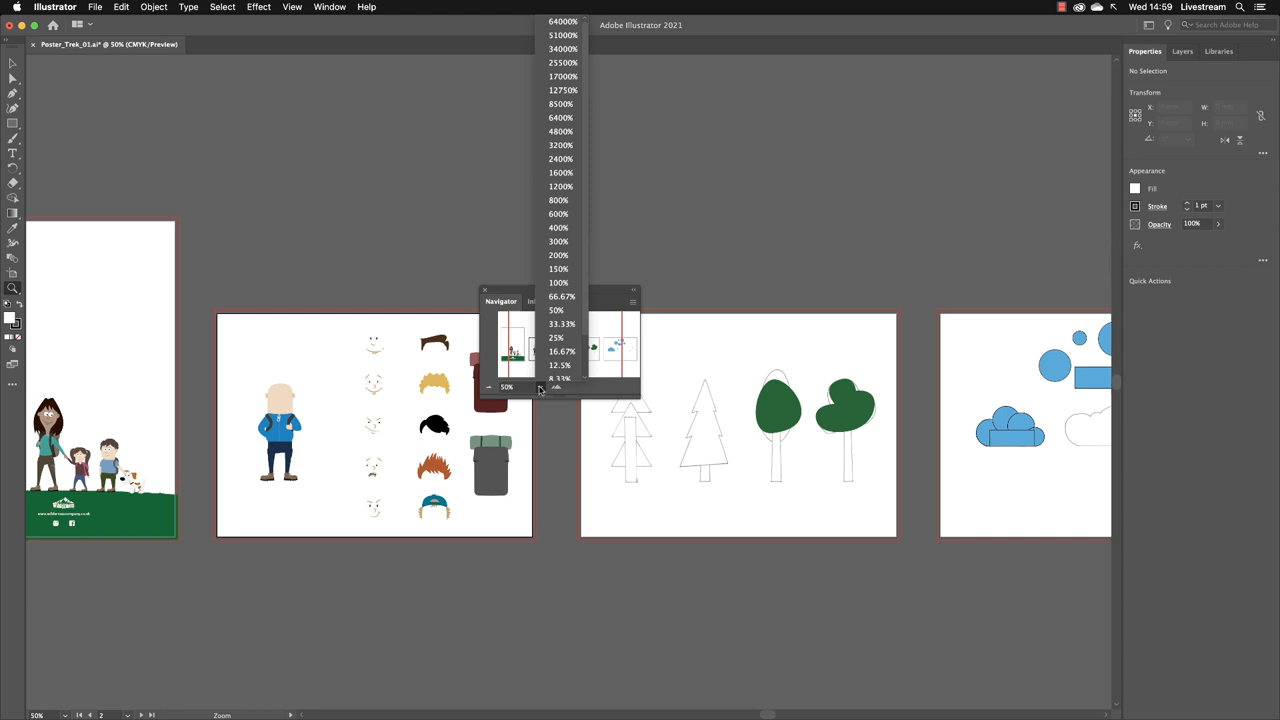 Illustrator File Edit Object Type Select Effect View Window Help
Wed 14:59 Livestream
Adobe Illustrator 2021
Search Adobe Help
Poster_Trek_01.ai* @ 50% (CMYK/Preview)
64000%
51000%
34000%
25500%
17000%
12750%
8500%
6400%
4800%
3200%
2400%
1600%
1200%
800%
600%
400%
300%
200%
150%
100%
66.67%
50%
33.33%
25%
16.67%
12.5%
8.33%
Navigator
50%
Properties Layers Libraries
No Selection
Transform
X: W:
Y: H:
Appearance
Fill
Stroke 1 pt
Opacity 100%
fx
Quick Actions
50% 2 Zoom